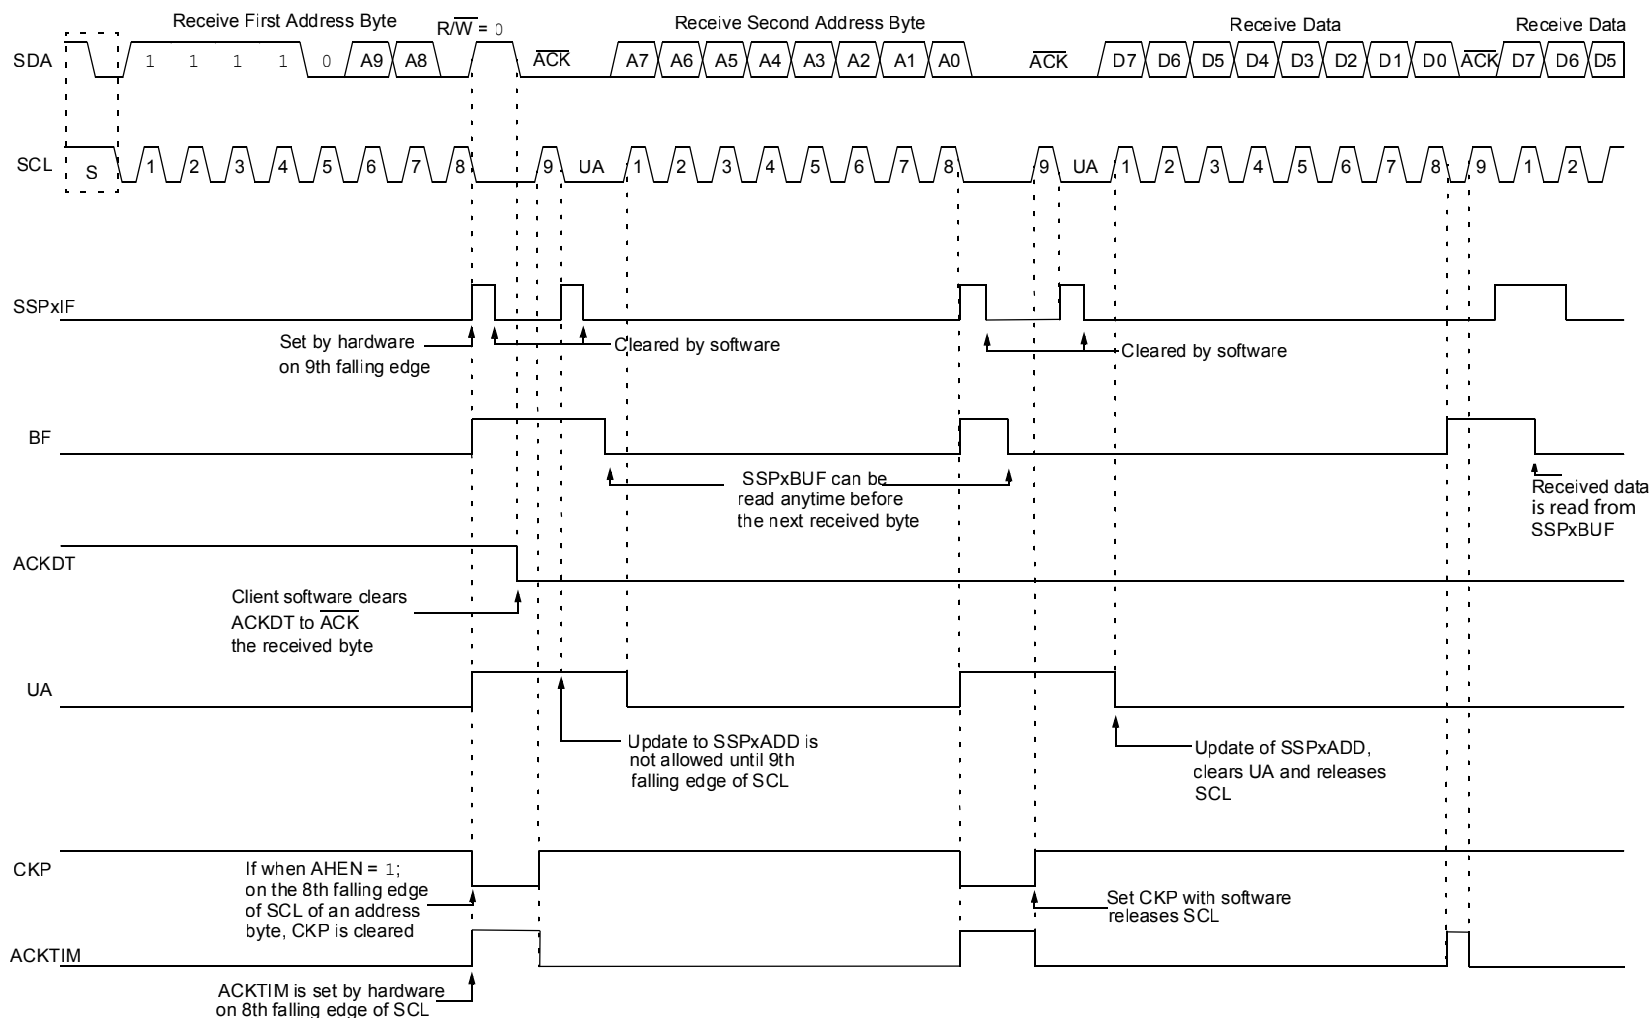 Receive First Address Byte
R/W = 0
Receive Second Address Byte
Receive Data
Receive Data
SDA
1 1 1 1 0 A9 A8
ACK
A7 A6 A5 A4 A3 A2 A1 A0
ACK
D7 D6 D5 D4 D3 D2 D1 D0
ACK
D7 D6 D5
SCL
S
1 2 3 4 5 6 7 8
9 UA
1 2 3 4 5 6 7 8
9 UA
1 2 3 4 5 6 7 8
9 1 2
SSPxIF
Set by hardware
on 9th falling edge
Cleared by software
Cleared by software
BF
SSPxBUF can be
read anytime before
the next received byte
Received data
is read from
SSPxBUF
ACKDT
Client software clears
ACKDT to ACK
the received byte
UA
Update to SSPxADD is
not allowed until 9th
falling edge of SCL
Update of SSPxADD,
clears UA and releases
SCL
CKP
If when AHEN = 1;
on the 8th falling edge
of SCL of an address
byte, CKP is cleared
Set CKP with software
releases SCL
ACKTIM
ACKTIM is set by hardware
on 8th falling edge of SCL